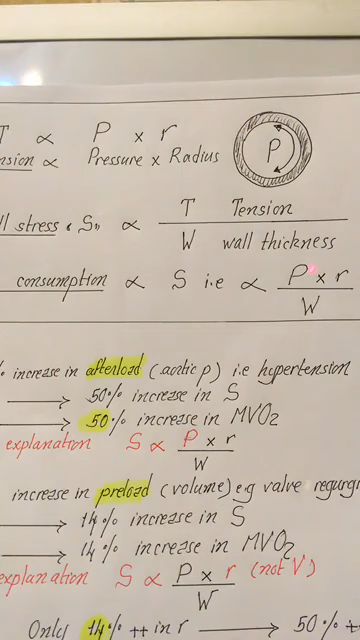 T ∝ P × r
nsion ∝ Pressure × Radius
P
ll stress "S" ∝ T Tension
W wall thickness
consumption ∝ S i.e ∝ P × r
W
% increase in afterload (aortic p) i.e hypertension
→ 50% increase in S
→ 50% increase in MVO2
explanation S ∝ P × r
W
increase in preload (volume) e.g valve regurg
→ 14% increase in S
→ 14% increase in MVO2
explanation S ∝ P × r (not V)
W
Only 14% ++ in r → 50% +